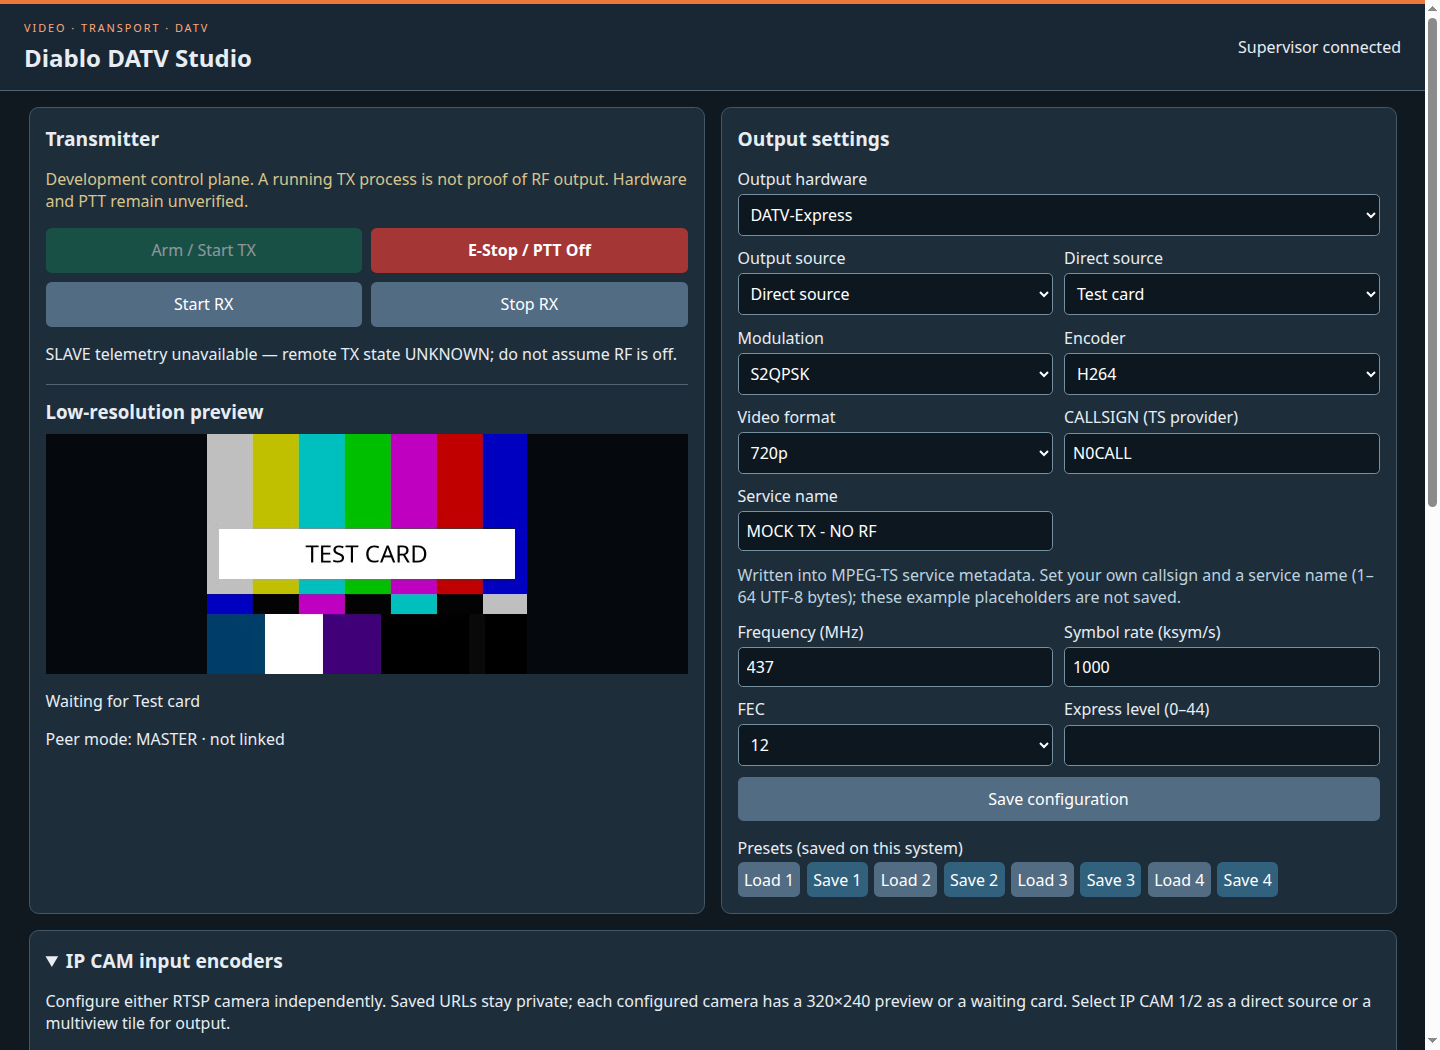 VIDEO · TRANSPORT · DATV
Diablo DATV Studio
Supervisor connected
Transmitter
Development control plane. A running TX process is not proof of RF output. Hardware
and PTT remain unverified.
Arm / Start TX
E-Stop / PTT Off
Start RX
Stop RX
SLAVE telemetry unavailable — remote TX state UNKNOWN; do not assume RF is off.
Low-resolution preview
TEST CARD
Waiting for Test card
Peer mode: MASTER · not linked
Output settings
Output hardware
DATV-Express
Output source
Direct source
Direct source
Test card
Modulation
Encoder
S2QPSK
H264
Video format
CALLSIGN (TS provider)
720p
N0CALL
Service name
MOCK TX - NO RF
Written into MPEG-TS service metadata. Set your own callsign and a service name (1–
64 UTF-8 bytes); these example placeholders are not saved.
Frequency (MHz)
Symbol rate (ksym/s)
437
1000
FEC
Express level (0–44)
12
Save configuration
Presets (saved on this system)
Load 1
Save 1
Load 2
Save 2
Load 3
Save 3
Load 4
Save 4
▼ IP CAM input encoders
Configure either RTSP camera independently. Saved URLs stay private; each configured camera has a 320×240 preview or a waiting card. Select IP CAM 1/2 as a direct source or a
multiview tile for output.